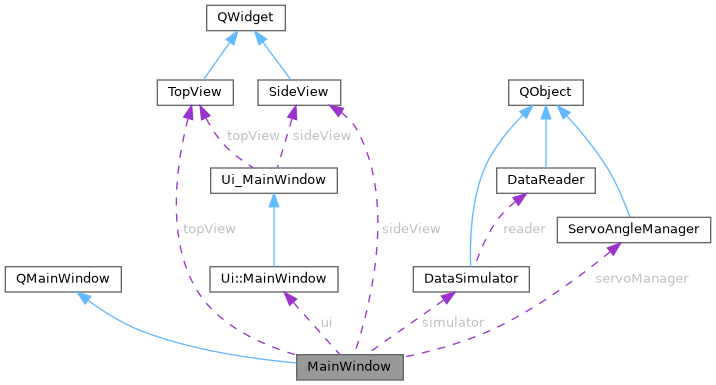 QWidget
TopView
SideView
QObject
topView
sideView
Ui_MainWindow
DataReader
topView
sideView
reader
ServoAngleManager
QMainWindow
Ui::MainWindow
DataSimulator
servoManager
ui
simulator
MainWindow